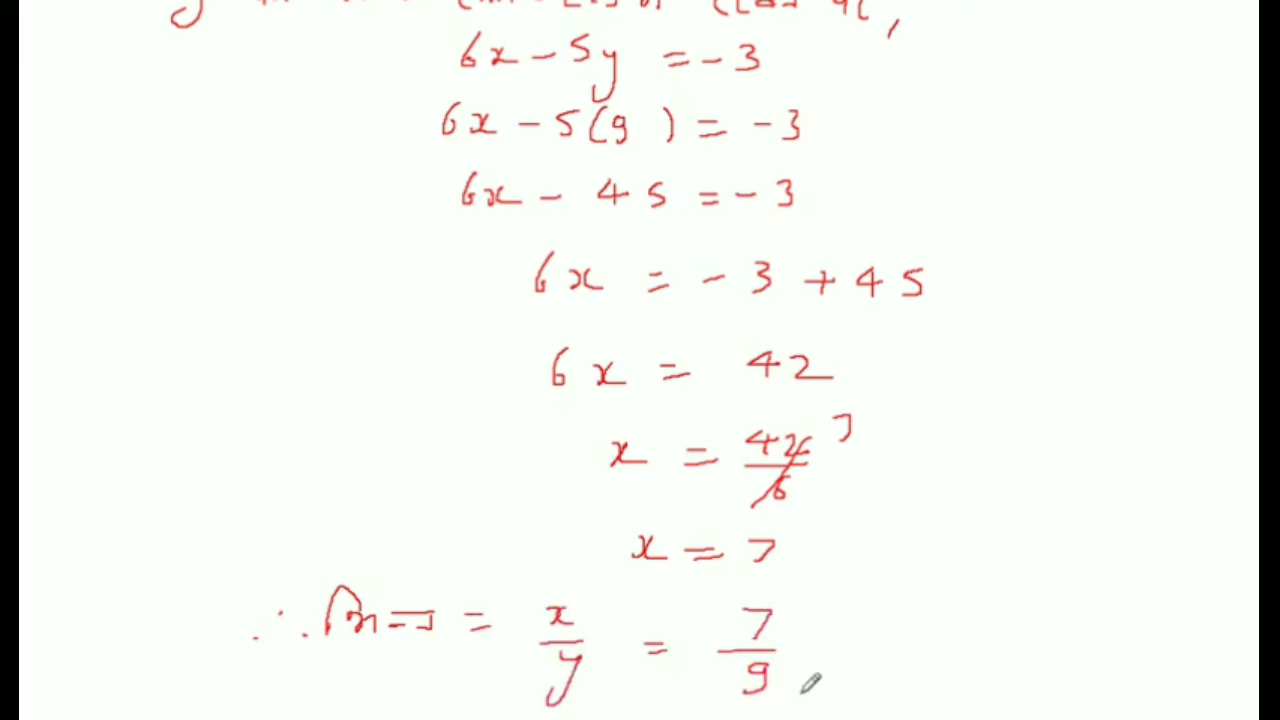 6x - 5y = -3
6x - 5(9) = -3
6x - 45 = -3
6x = -3 + 45
6x = 42
x = 42/6 7
x = 7
∴ = x/y = 7/9